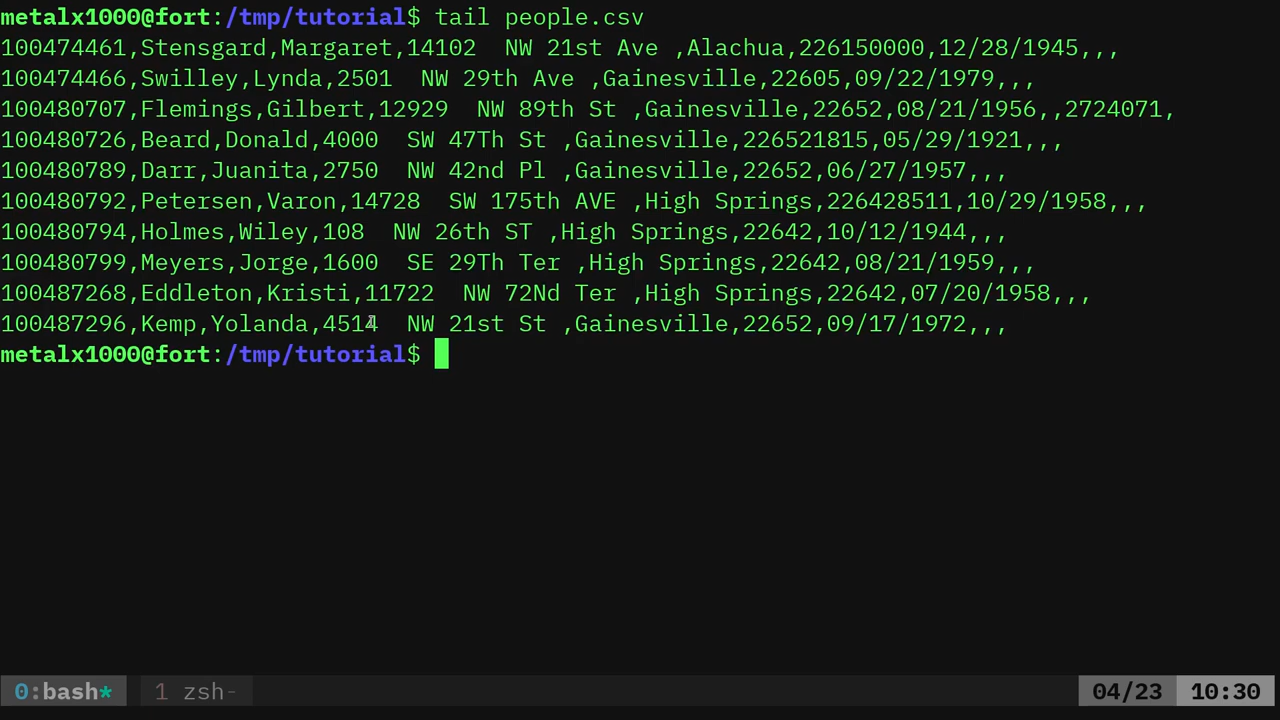 metalx1000@fort:/tmp/tutorial$ tail people.csv
100474461,Stensgard,Margaret,14102  NW 21st Ave ,Alachua,226150000,12/28/1945,,,
100474466,Swilley,Lynda,2501  NW 29th Ave ,Gainesville,22605,09/22/1979,,,
100480707,Flemings,Gilbert,12929  NW 89th St ,Gainesville,22652,08/21/1956,,2724071,
100480726,Beard,Donald,4000  SW 47Th St ,Gainesville,226521815,05/29/1921,,,
100480789,Darr,Juanita,2750  NW 42nd Pl ,Gainesville,22652,06/27/1957,,,
100480792,Petersen,Varon,14728  SW 175th AVE ,High Springs,226428511,10/29/1958,,,
100480794,Holmes,Wiley,108  NW 26th ST ,High Springs,22642,10/12/1944,,,
100480799,Meyers,Jorge,1600  SE 29Th Ter ,High Springs,22642,08/21/1959,,,
100487268,Eddleton,Kristi,11722  NW 72Nd Ter ,High Springs,22642,07/20/1958,,,
100487296,Kemp,Yolanda,4514  NW 21st St ,Gainesville,22652,09/17/1972,,,
metalx1000@fort:/tmp/tutorial$
0:bash* 1 zsh- 04/23 10:30